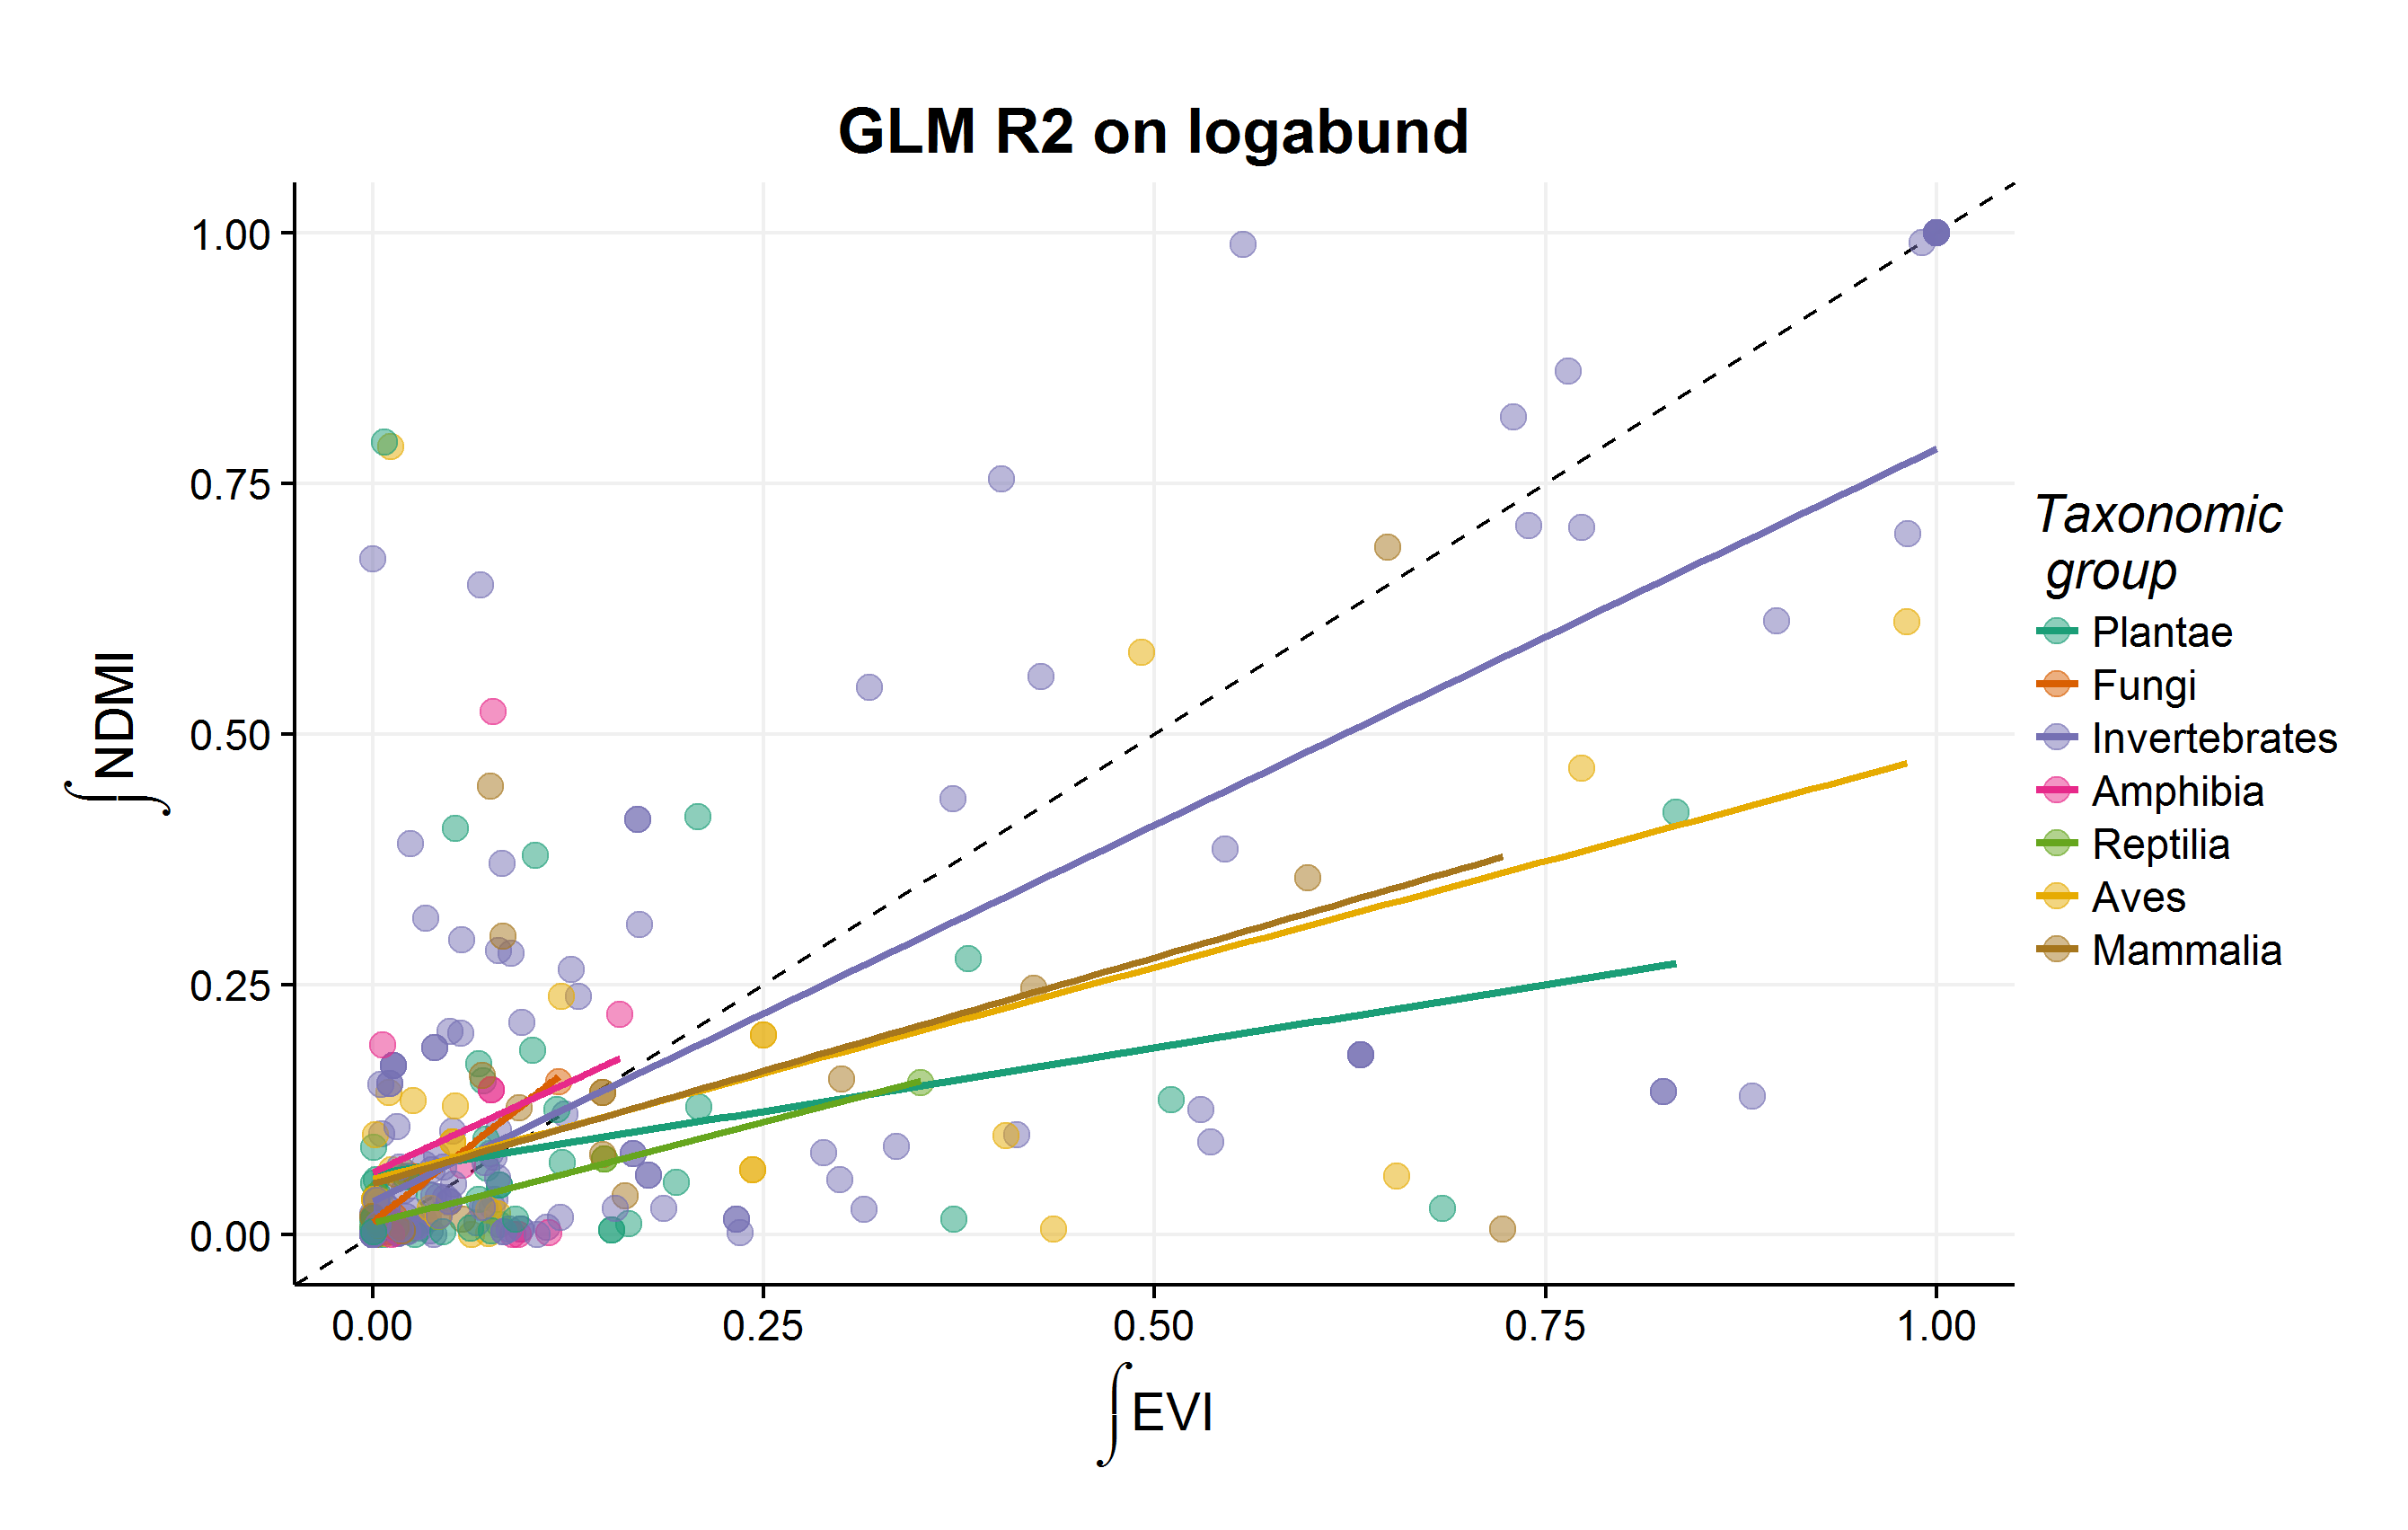 GLM R2 on logabund
∫NDMI
1.00
0.75
0.50
0.25
0.00
0.00 0.25 0.50 0.75 1.00
∫EVI
Taxonomic
group
Plantae
Fungi
Invertebrates
Amphibia
Reptilia
Aves
Mammalia